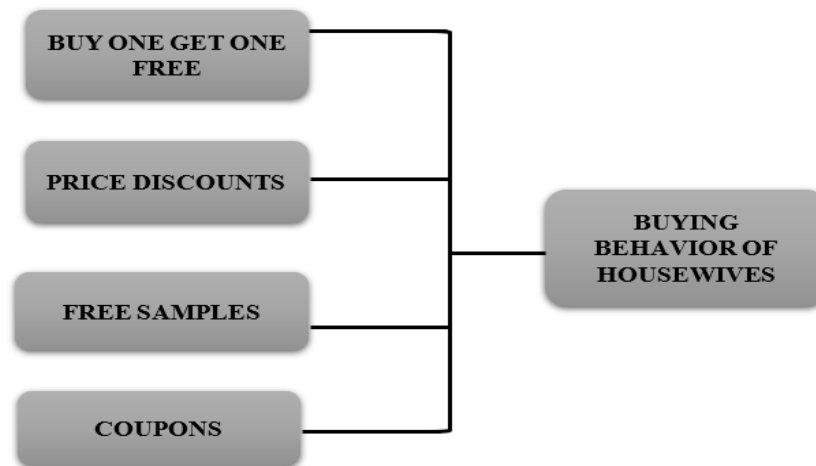 BUY ONE GET ONE
FREE
PRICE DISCOUNTS
FREE SAMPLES
COUPONS
BUYING
BEHAVIOR OF
HOUSEWIVES